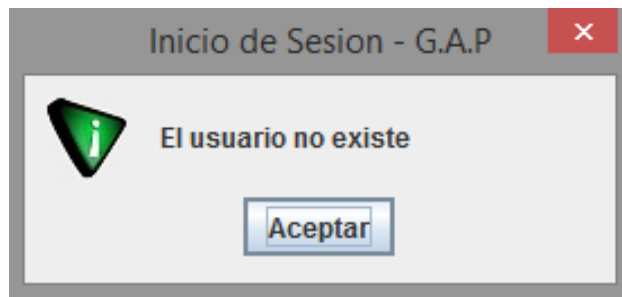 Inicio de Sesion - G.A.P
El usuario no existe
Aceptar